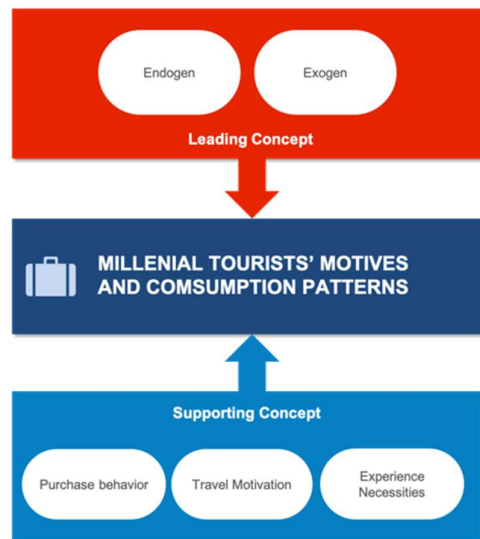 Endogen
Exogen
Leading Concept
MILLENIAL TOURISTS' MOTIVES
AND COMSUMPTION PATTERNS
Supporting Concept
Purchase behavior
Travel Motivation
Experience
Necessities